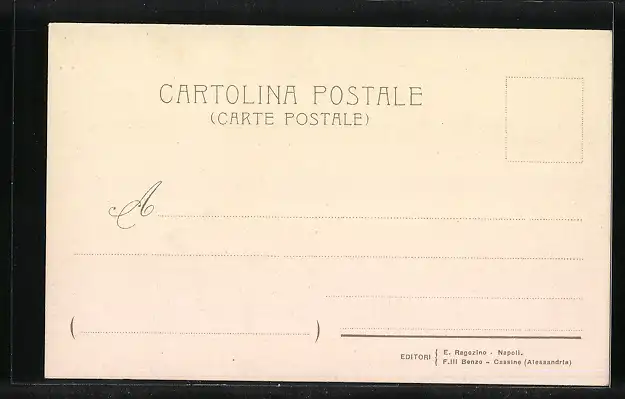 CARTOLINA POSTALE
(CARTE POSTALE)
A
( )
EDITORI { E. Ragozino - Napoli.
F.lli Benzo - Cassine (Alessandria)